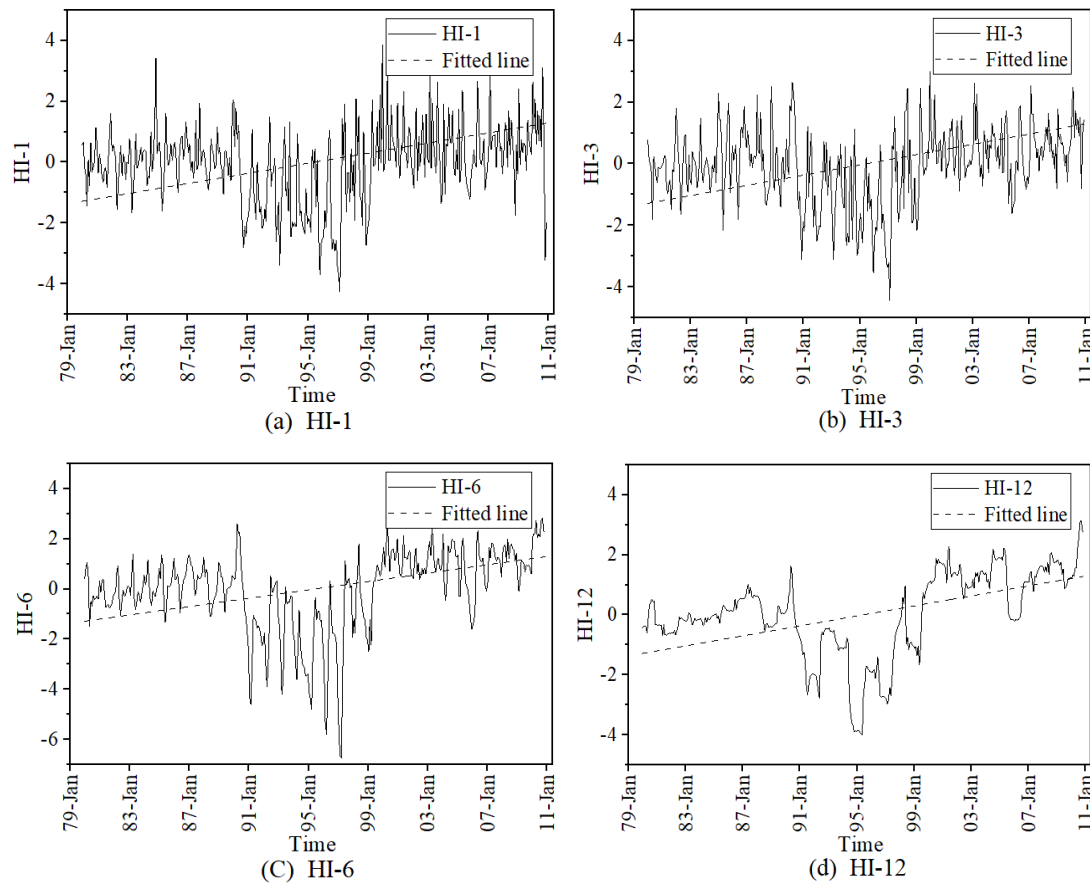 HI-1
Fitted line
4
2
0
-2
-4
HI-1
79-Jan
83-Jan
87-Jan
91-Jan
95-Jan
99-Jan
03-Jan
07-Jan
11-Jan
Time
(a) HI-1
HI-3
Fitted line
4
2
0
-2
-4
HI-3
79-Jan
83-Jan
87-Jan
91-Jan
95-Jan
99-Jan
03-Jan
07-Jan
11-Jan
Time
(b) HI-3
HI-6
Fitted line
4
2
0
-2
-4
-6
HI-6
79-Jan
83-Jan
87-Jan
91-Jan
95-Jan
99-Jan
03-Jan
07-Jan
11-Jan
Time
(C) HI-6
HI-12
Fitted line
4
2
0
-2
-4
HI-12
79-Jan
83-Jan
87-Jan
91-Jan
95-Jan
99-Jan
03-Jan
07-Jan
11-Jan
Time
(d) HI-12